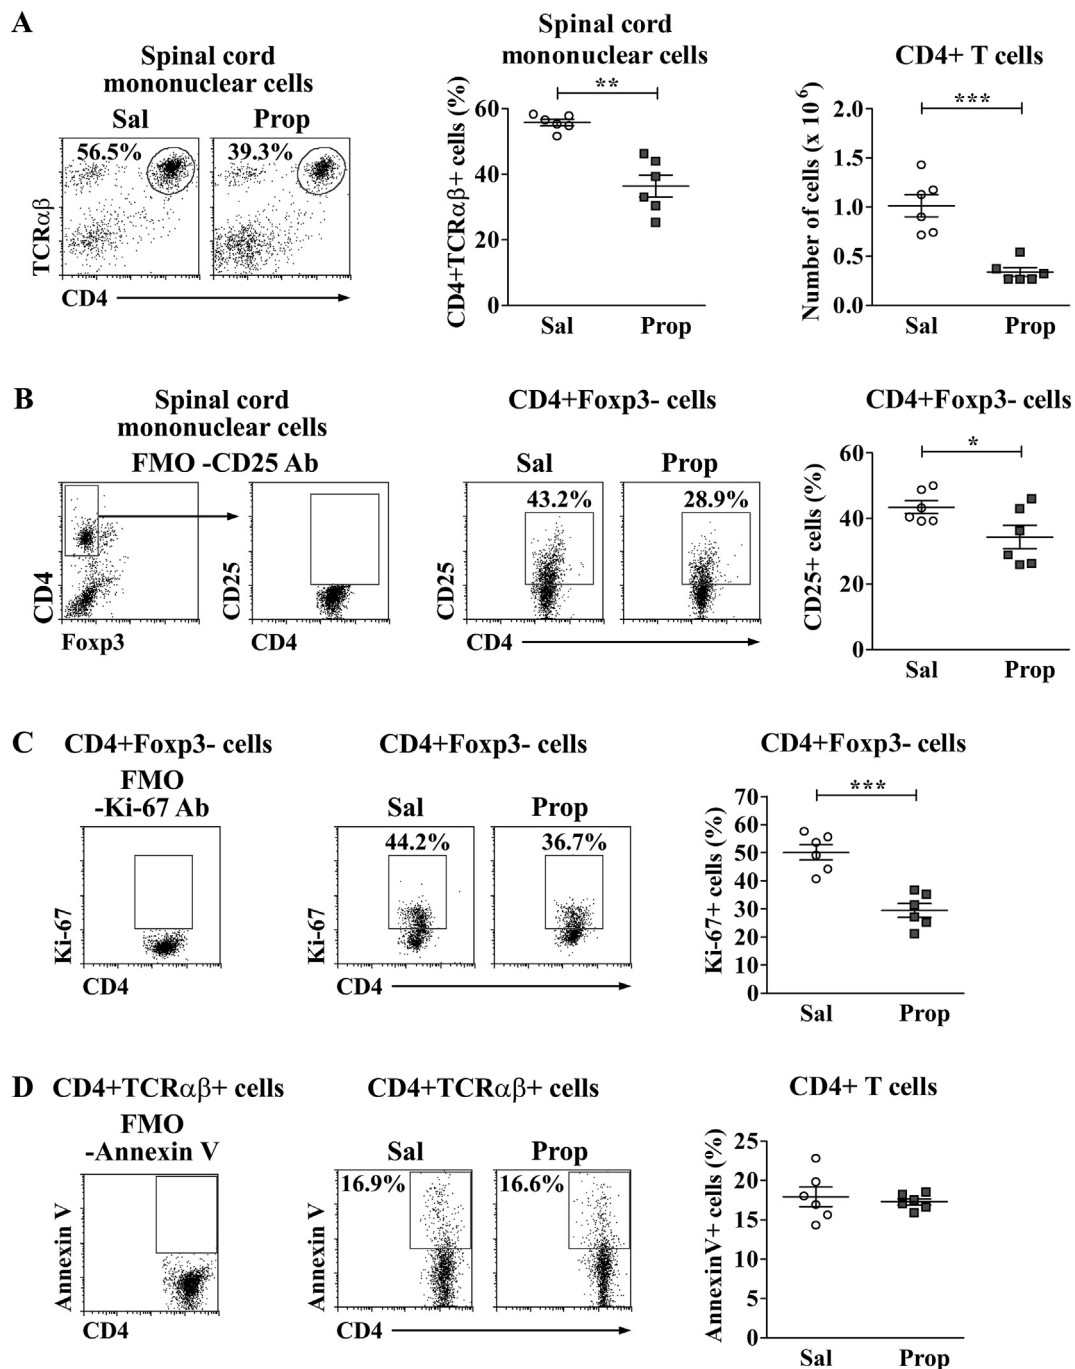 A
Spinal cord
mononuclear cells
Sal Prop
56.5% 39.3%
TCRαβ
CD4
Spinal cord
mononuclear cells
CD4+TCRαβ+ cells (%)
60
40
20
0
**
Sal Prop
CD4+ T cells
Number of cells (x 10^6)
2.0
1.5
1.0
0.5
0.0
***
Sal Prop
B
Spinal cord
mononuclear cells
FMO -CD25 Ab
CD4
Foxp3
CD25
CD4
CD4+Foxp3- cells
Sal Prop
43.2% 28.9%
CD25
CD4
CD4+Foxp3- cells
CD25+ cells (%)
60
40
20
0
*
Sal Prop
C
CD4+Foxp3- cells
FMO
-Ki-67 Ab
Ki-67
CD4
CD4+Foxp3- cells
Sal Prop
44.2% 36.7%
Ki-67
CD4
CD4+Foxp3- cells
Ki-67+ cells (%)
70
60
50
40
30
20
10
0
***
Sal Prop
D
CD4+TCRαβ+ cells
FMO
-Annexin V
Annexin V
CD4
CD4+TCRαβ+ cells
Sal Prop
16.9% 16.6%
Annexin V
CD4
CD4+ T cells
AnnexinV+ cells (%)
25
20
15
10
5
0
Sal Prop